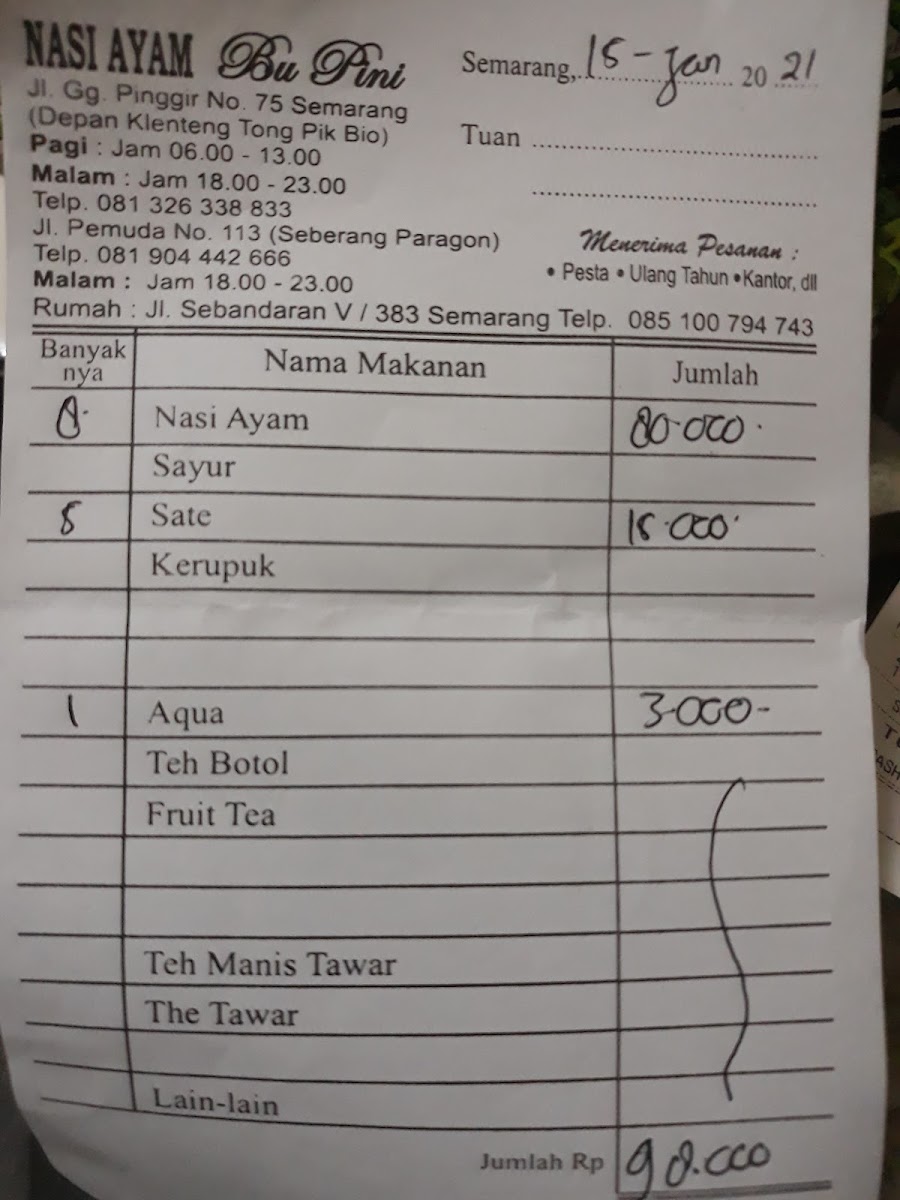 NASI AYAM Bu Pini
Jl. Gg. Pinggir No. 75 Semarang
(Depan Klenteng Tong Pik Bio)
Pagi : Jam 06.00 - 13.00
Malam : Jam 18.00 - 23.00
Telp. 081 326 338 833
Jl. Pemuda No. 113 (Seberang Paragon)
Telp. 081 904 442 666
Malam : Jam 18.00 - 23.00
Rumah : Jl. Sebandaran V / 383 Semarang Telp. 085 100 794 743
Semarang, 15 - Jan 20 21
Tuan
Menerima Pesanan :
• Pesta • Ulang Tahun • Kantor, dll
Banyak nya Nama Makanan Jumlah
8 Nasi Ayam 80.000
Sayur
5 Sate 15.000
Kerupuk
1 Aqua 3.000-
Teh Botol
Fruit Tea
Teh Manis Tawar
The Tawar
Lain-lain
Jumlah Rp 98.000